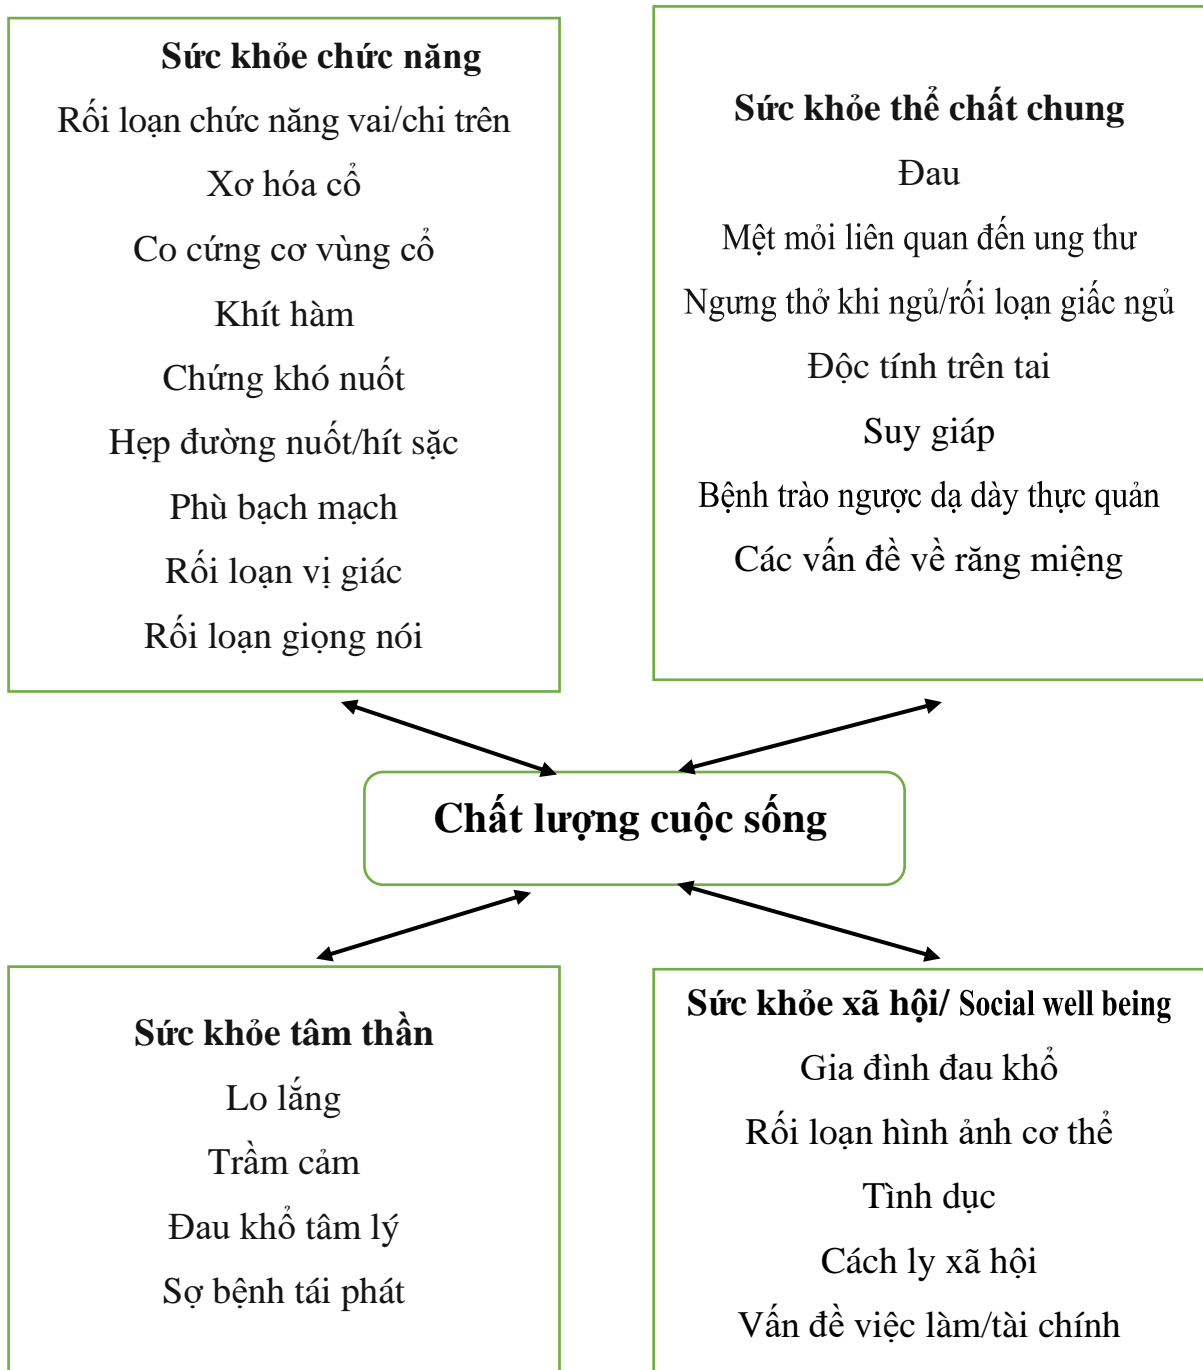 Sức khỏe chức năng
Rối loạn chức năng vai/chi trên
Xơ hóa cổ
Co cứng cơ vùng cổ
Khít hàm
Chứng khó nuốt
Hẹp đường nuốt/hít sặc
Phù bạch mạch
Rối loạn vị giác
Rối loạn giọng nói
Sức khỏe thể chất chung
Đau
Mệt mỏi liên quan đến ung thư
Ngưng thở khi ngủ/rối loạn giấc ngủ
Độc tính trên tai
Suy giáp
Bệnh trào ngược dạ dày thực quản
Các vấn đề về răng miệng
Chất lượng cuộc sống
Sức khỏe tâm thần
Lo lắng
Trầm cảm
Đau khổ tâm lý
Sợ bệnh tái phát
Sức khỏe xã hội/ Social well being
Gia đình đau khổ
Rối loạn hình ảnh cơ thể
Tình dục
Cách ly xã hội
Vấn đề việc làm/tài chính